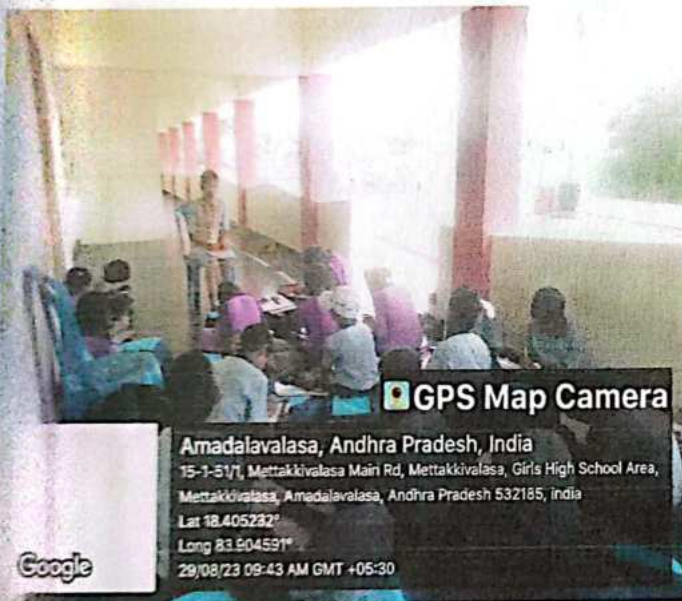 GPS Map Camera
Amadalavalasa, Andhra Pradesh, India
15-1-51/1, Mettakkivalasa Main Rd, Mettakkivalasa, Girls High School Area,
Mettakkivalasa, Amadalavalasa, Andhra Pradesh 532185, India
Lat 18.405232°
Long 83.904591°
29/08/23 09:43 AM GMT +05:30
Google